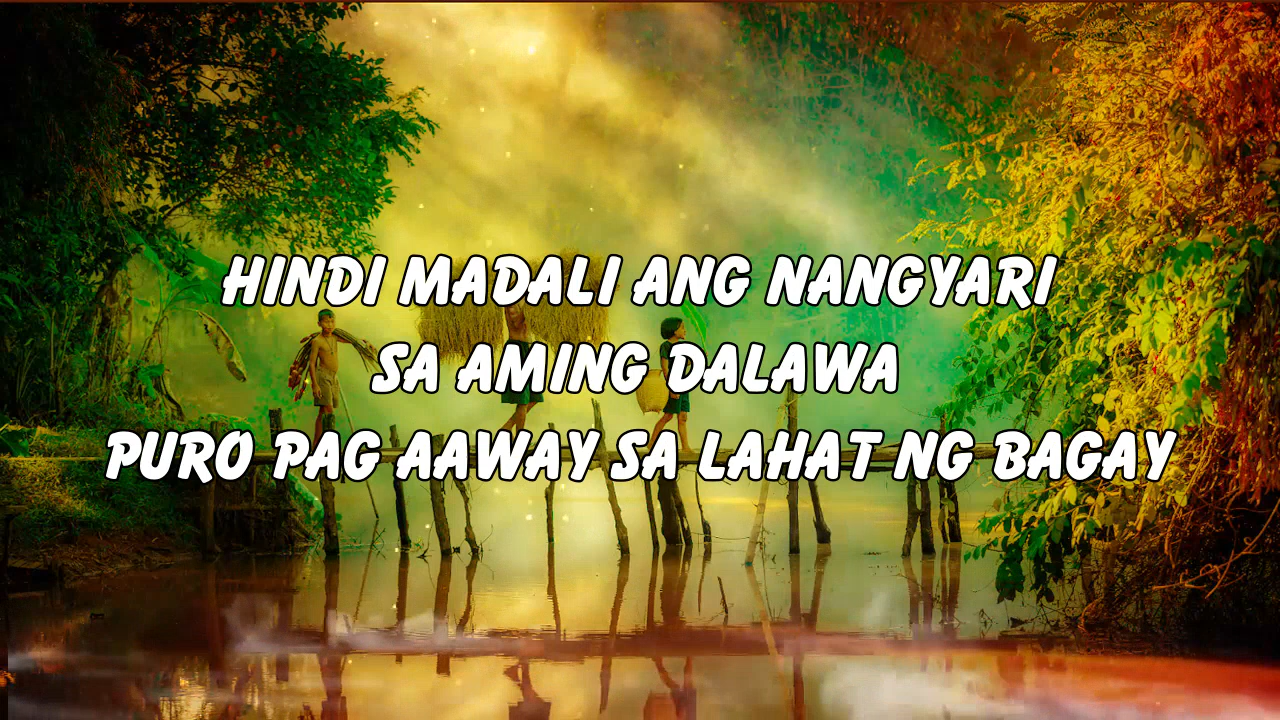 HINDI MADALI ANG NANGYARI
SA AMING DALAWA
PURO PAG AAWAY SA LAHAT NG BAGAY